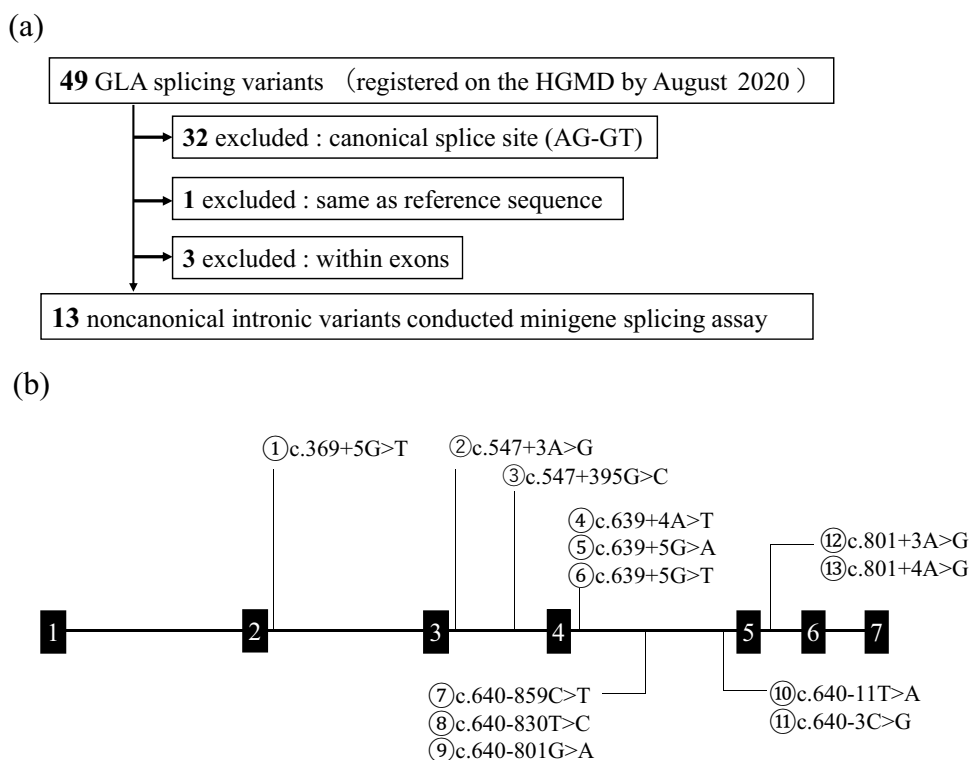 (a)
49 GLA splicing variants （registered on the HGMD by August 2020 ）
32 excluded : canonical splice site (AG-GT)
1 excluded : same as reference sequence
3 excluded : within exons
13 noncanonical intronic variants conducted minigene splicing assay
(b)
①c.369+5G>T
②c.547+3A>G
③c.547+395G>C
④c.639+4A>T
⑤c.639+5G>A
⑥c.639+5G>T
⑫c.801+3A>G
⑬c.801+4A>G
1 2 3 4 5 6 7
⑦c.640-859C>T
⑧c.640-830T>C
⑨c.640-801G>A
⑩c.640-11T>A
⑪c.640-3C>G